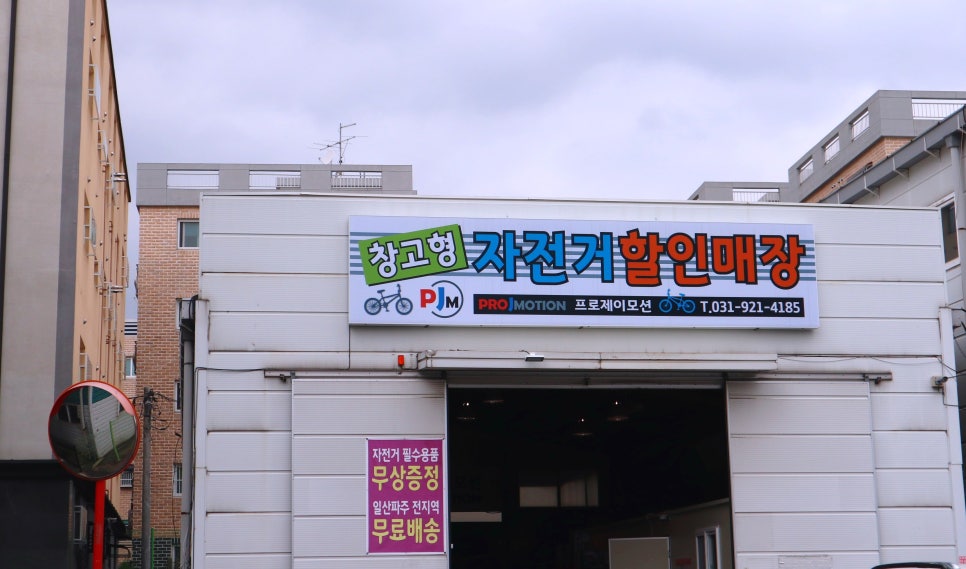 창고형 자전거할인매장
PJM PROJMOTION 프로제이모션 T.031-921-4185
자전거 필수용품
무상증정
일산파주 전지역
무료배송